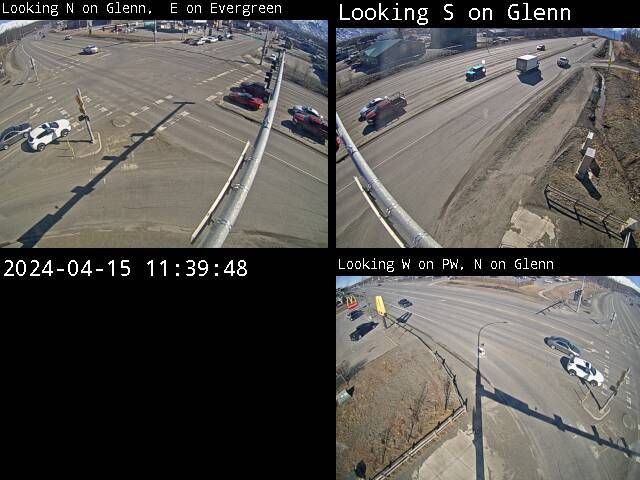 Looking N on Glenn,  E on Evergreen
Looking S on Glenn
2024-04-15 11:39:48
Looking W on PW, N on Glenn